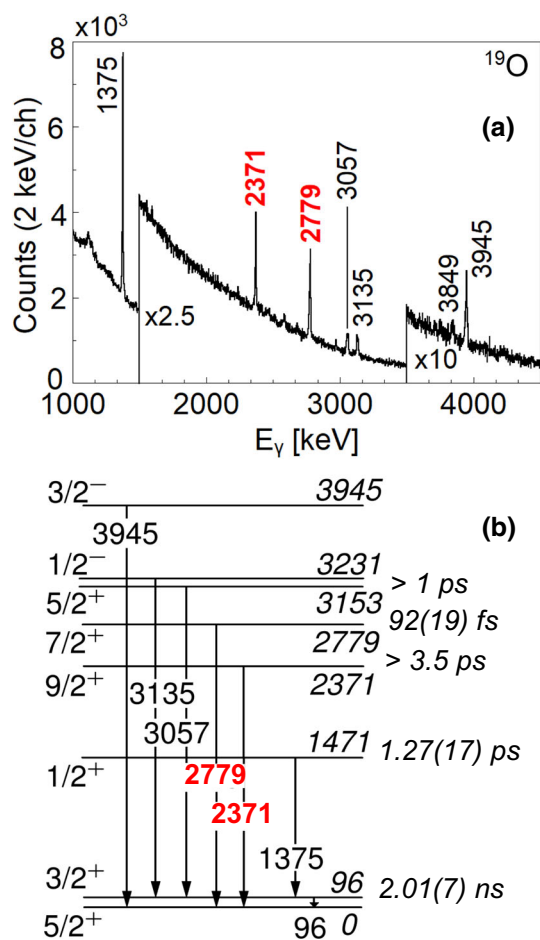 x10³
¹⁹O
(a)
Counts (2 keV/ch)
8
6
4
2
0
1375
2371
2779
3057
3135
3849
3945
x2.5
x10
1000
2000
3000
4000
Eγ [keV]
(b)
3/2⁻ 3945
3945
1/2⁻ 3231
> 1 ps
5/2⁺ 3153
92(19) fs
7/2⁺ 2779
> 3.5 ps
9/2⁺ 2371
3135
3057
1471
1.27(17) ps
1/2⁺
2779
2371
1375
3/2⁺ 96
2.01(7) ns
5/2⁺ 96 0